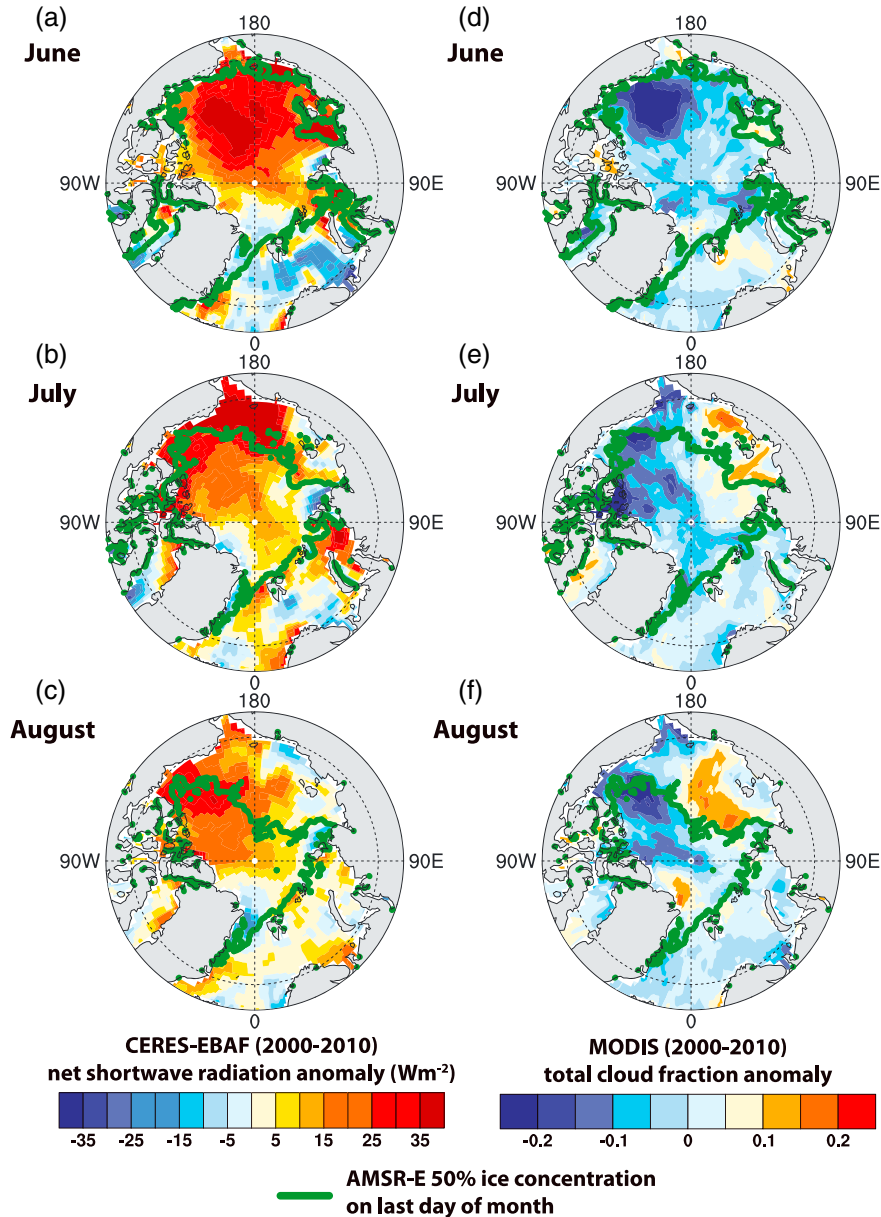 (a)
June
180
90W
90E
0
(d)
June
180
90W
90E
0
(b)
July
180
90W
90E
0
(e)
July
180
90W
90E
0
(c)
August
180
90W
90E
0
(f)
August
180
90W
90E
0
CERES-EBAF (2000-2010)
net shortwave radiation anomaly (Wm⁻²)
-35 -25 -15 -5 5 15 25 35
MODIS (2000-2010)
total cloud fraction anomaly
-0.2 -0.1 0 0.1 0.2
AMSR-E 50% ice concentration
on last day of month